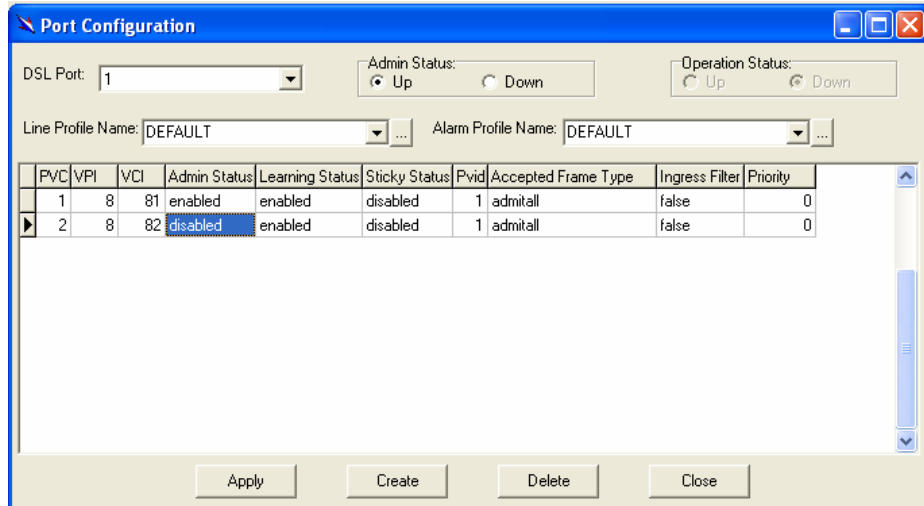 Port Configuration
DSL Port: 1 Admin Status: Up Down Operation Status: Up Down
Line Profile Name: DEFAULT ... Alarm Profile Name: DEFAULT ...
PVC VPI VCI Admin Status Learning Status Sticky Status Pvid Accepted Frame Type Ingress Filter Priority
1 8 81 enabled enabled disabled 1 admitall false 0
2 8 82 disabled enabled disabled 1 admitall false 0
Apply Create Delete Close